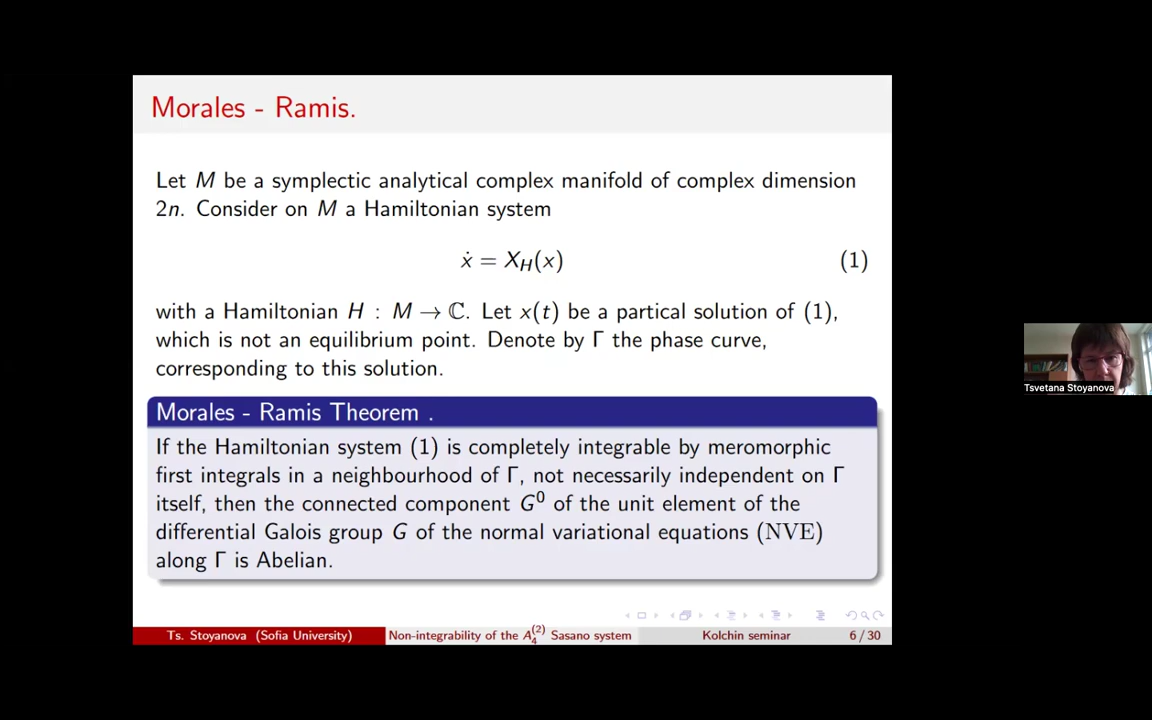 Morales - Ramis.
Let M be a symplectic analytical complex manifold of complex dimension
2n. Consider on M a Hamiltonian system
ẋ = X_H(x) (1)
with a Hamiltonian H : M → ℂ. Let x(t) be a partical solution of (1),
which is not an equilibrium point. Denote by Γ the phase curve,
corresponding to this solution.
Morales - Ramis Theorem .
If the Hamiltonian system (1) is completely integrable by meromorphic
first integrals in a neighbourhood of Γ, not necessarily independent on Γ
itself, then the connected component G⁰ of the unit element of the
differential Galois group G of the normal variational equations (NVE)
along Γ is Abelian.
Ts. Stoyanova (Sofia University) Non-integrability of the A_4^{(2)} Sasano system Kolchin seminar 6 / 30
Tsvetana Stoyanova